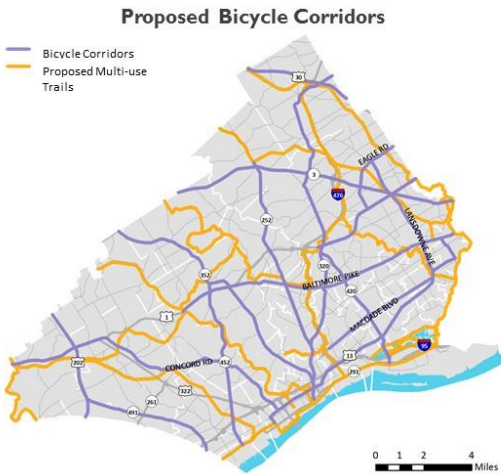 Proposed Bicycle Corridors
Bicycle Corridors
Proposed Multi-use
Trails
30
EAGLE RD
3
476
LANSDOWNE AVE
252
352
320
BALTIMORE PIKE
420
MACDADE BLVD
1
95
13
291
202
CONCORD RD
452
322
261
491
0 1 2 4
Miles